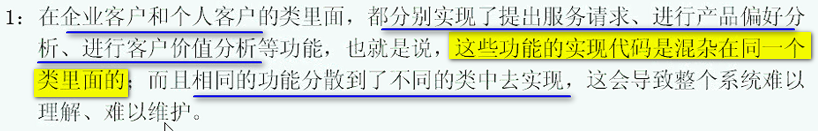 1：在企业客户和个人客户的类里面，都分别实现了提出服务请求、进行产品偏好分
析、进行客户价值分析等功能，也就是说，这些功能的实现代码是混杂在同一个
类里面的；而且相同的功能分散到了不同的类中去实现，这会导致整个系统难以
理解、难以维护。